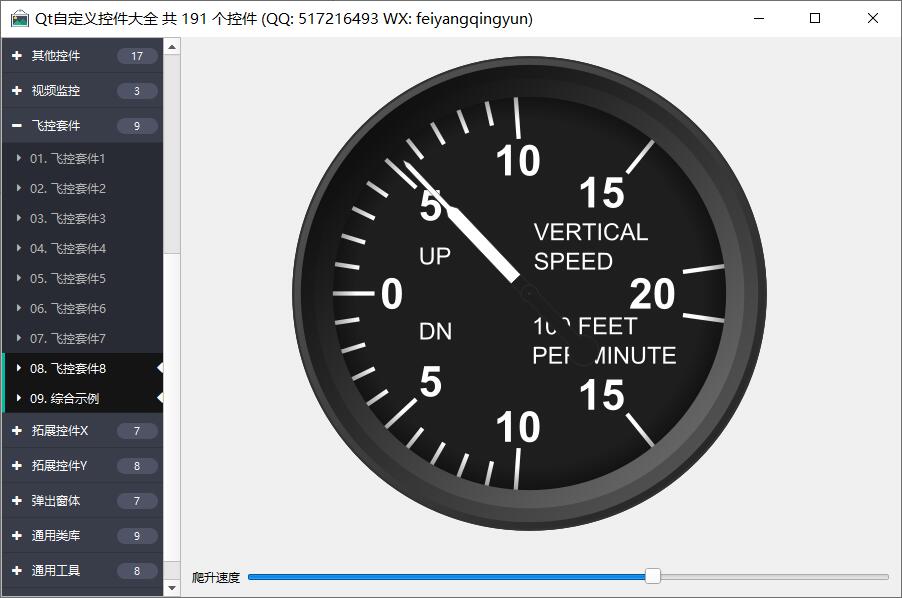 Qt自定义控件大全 共 191 个控件 (QQ: 517216493 WX: feiyangqingyun)
其他控件 17
视频监控 3
飞控套件 9
01. 飞控套件1
02. 飞控套件2
03. 飞控套件3
04. 飞控套件4
05. 飞控套件5
06. 飞控套件6
07. 飞控套件7
08. 飞控套件8
09. 综合示例
拓展控件X 7
拓展控件Y 8
弹出窗体 7
通用类库 9
通用工具 8
10
15
5
VERTICAL
UP
SPEED
0
20
DN
100 FEET
PER MINUTE
5
15
10
爬升速度